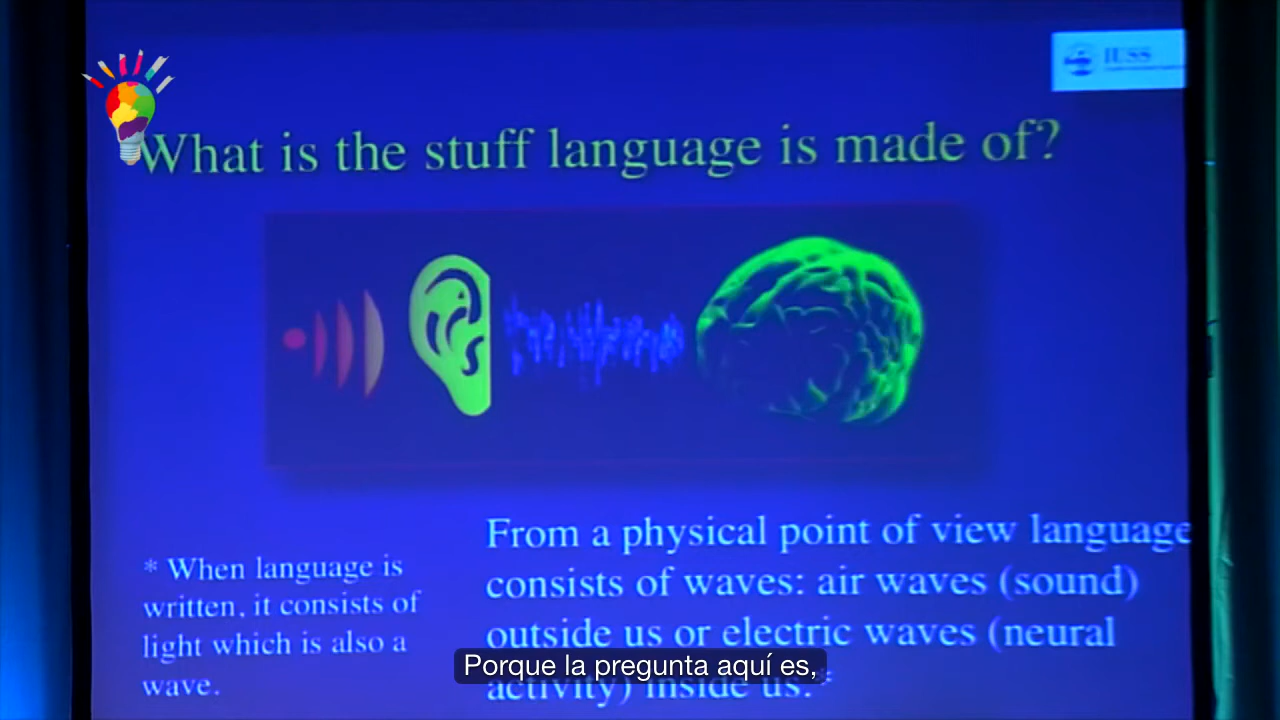 IUSS
What is the stuff language is made of?
From a physical point of view language
consists of waves: air waves (sound)
outside us or electric waves (neural
activity) inside us.*
* When language is
written, it consists of
light which is also a
wave.
Porque la pregunta aquí es,